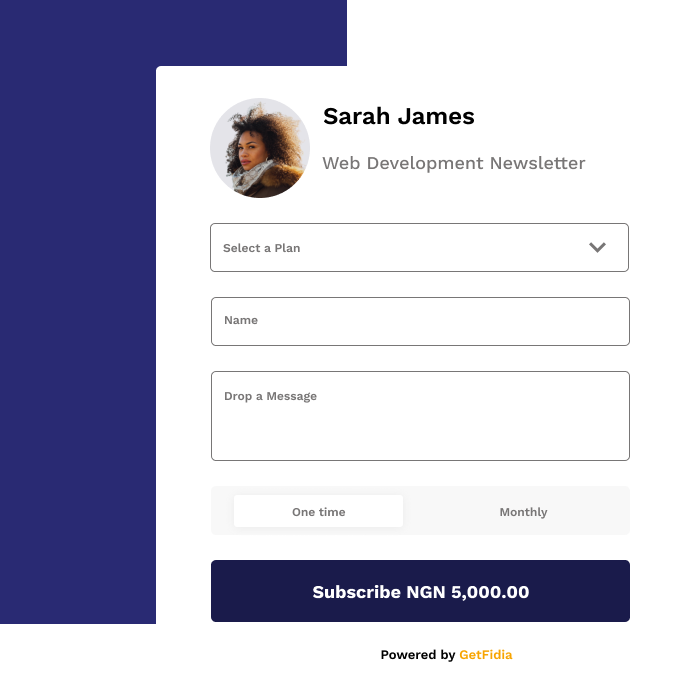 Sarah James
Web Development Newsletter
Select a Plan
Name
Drop a Message
One time Monthly
Subscribe NGN 5,000.00
Powered by GetFidia